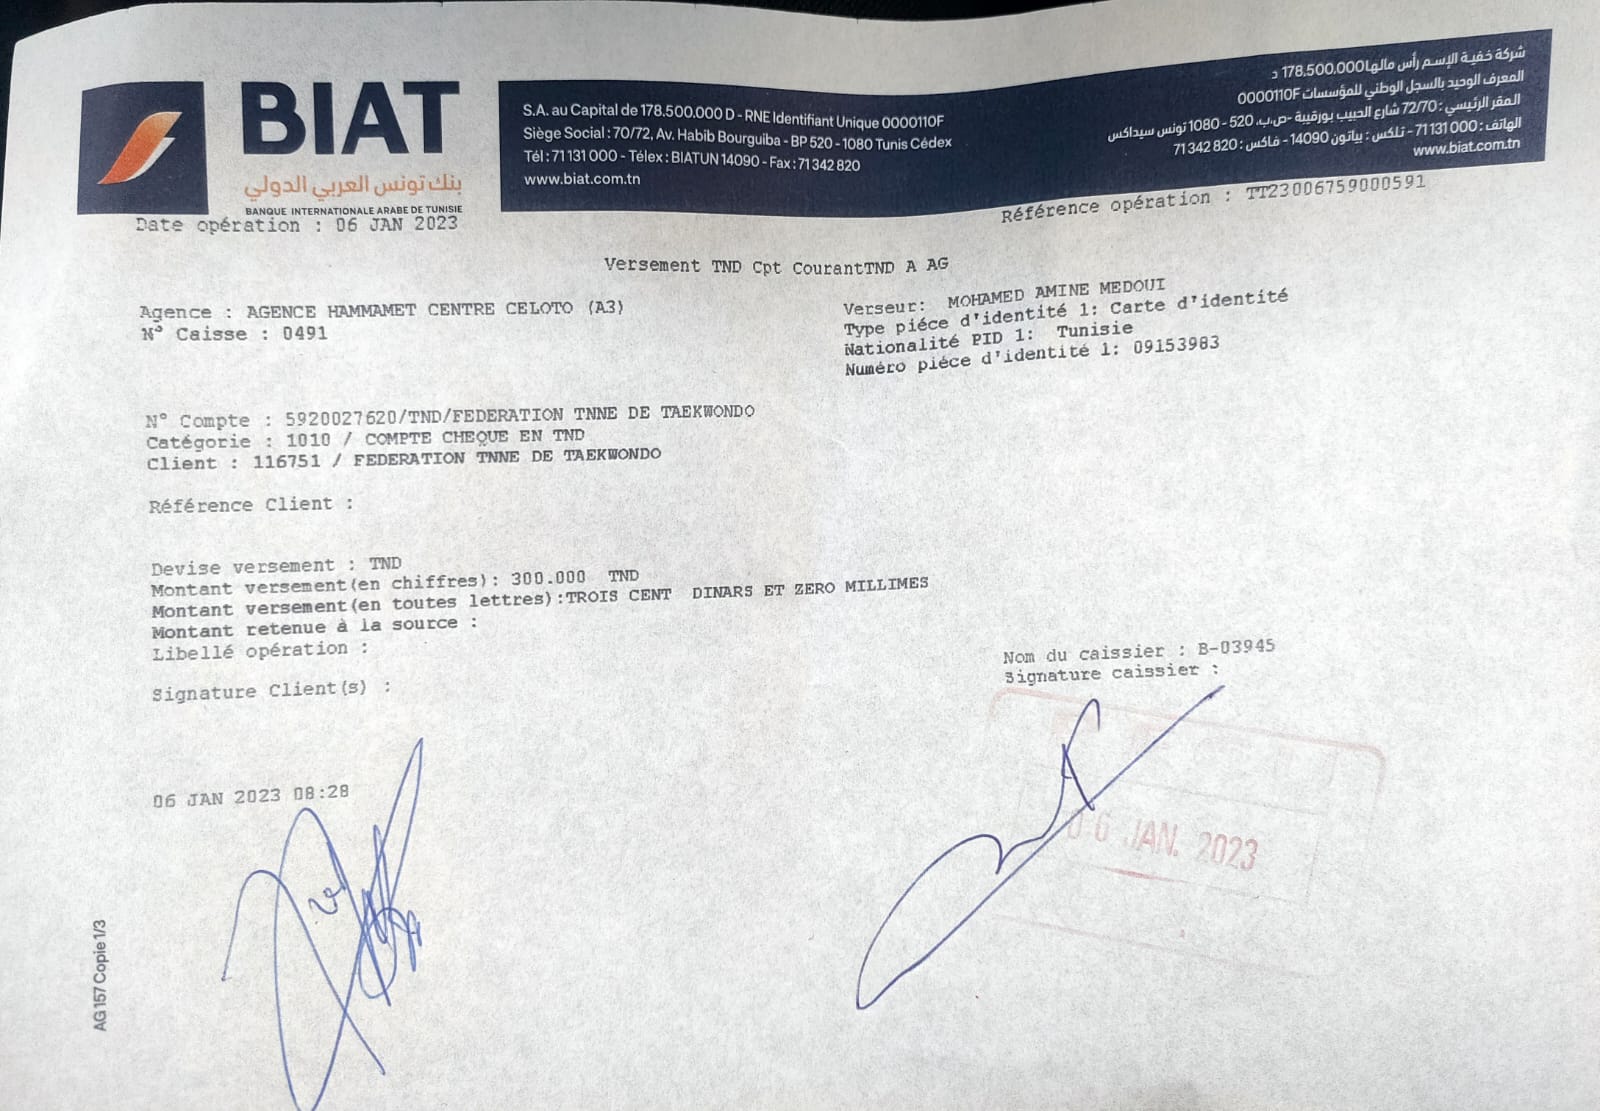 BIAT
بنك تونس العربي الدولي
BANQUE INTERNATIONALE ARABE DE TUNISIE
S.A. au Capital de 178.500.000 D - RNE Identifiant Unique 0000110F
Siège Social : 70/72, Av. Habib Bourguiba - BP 520 - 1080 Tunis Cédex
Tél : 71 131 000 - Télex : BIATUN 14090 - Fax : 71 342 820
www.biat.com.tn
شركة خفية الإسم رأس مالها 178.500.000 د
المعرف الوحيد بالسجل الوطني للمؤسسات 0000110F
المقر الرئيسي : 72/70 شارع الحبيب بورقيبة -ص.ب. 520 - 1080 تونس سيداكس
الهاتف : 71 131 000 - تلكس : بياتون 14090 - فاكس : 71 342 820
www.biat.com.tn
Date opération : 06 JAN 2023
Référence opération : TT23006759000591
Versement TND Cpt CourantTND A AG
Agence : AGENCE HAMMAMET CENTRE CELOTO (A3)
N° Caisse : 0491
Verseur: MOHAMED AMINE MEDOUI
Type piéce d'identité 1: Carte d'identité
Nationalité PID 1: Tunisie
Numéro piéce d'identité 1: 09153983
N° Compte : 5920027620/TND/FEDERATION TNNE DE TAEKWONDO
Catégorie : 1010 / COMPTE CHEQUE EN TND
Client : 116751 / FEDERATION TNNE DE TAEKWONDO
Référence Client :
Devise versement : TND
Montant versement(en chiffres): 300.000 TND
Montant versement(en toutes lettres):TROIS CENT DINARS ET ZERO MILLIMES
Montant retenue à la source :
Libellé opération :
Signature Client(s) :
Nom du caissier : B-03945
Signature caissier :
06 JAN 2023 08:28
06 JAN. 2023
AG 157 Copie 1/3